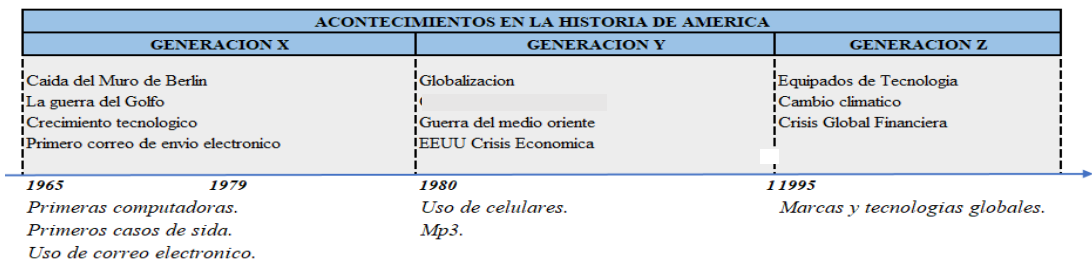 ACONTECIMIENTOS EN LA HISTORIA DE AMERICA
GENERACION X GENERACION Y GENERACION Z
Caida del Muro de Berlin Globalizacion Equipados de Tecnologia
La guerra del Golfo Cambio climatico
Crecimiento tecnologico Guerra del medio oriente Crisis Global Financiera
Primero correo de envio electronico EEUU Crisis Economica
1965 1979 1980 1 1995
Primeras computadoras. Uso de celulares. Marcas y tecnologias globales.
Primeros casos de sida. Mp3.
Uso de correo electronico.